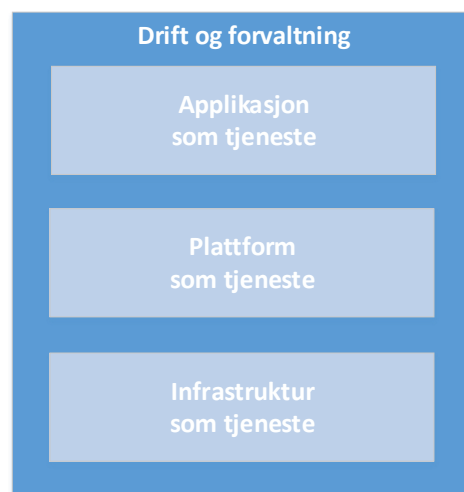 Drift og forvaltning
Applikasjon
som tjeneste
Plattform
som tjeneste
Infrastruktur
som tjeneste